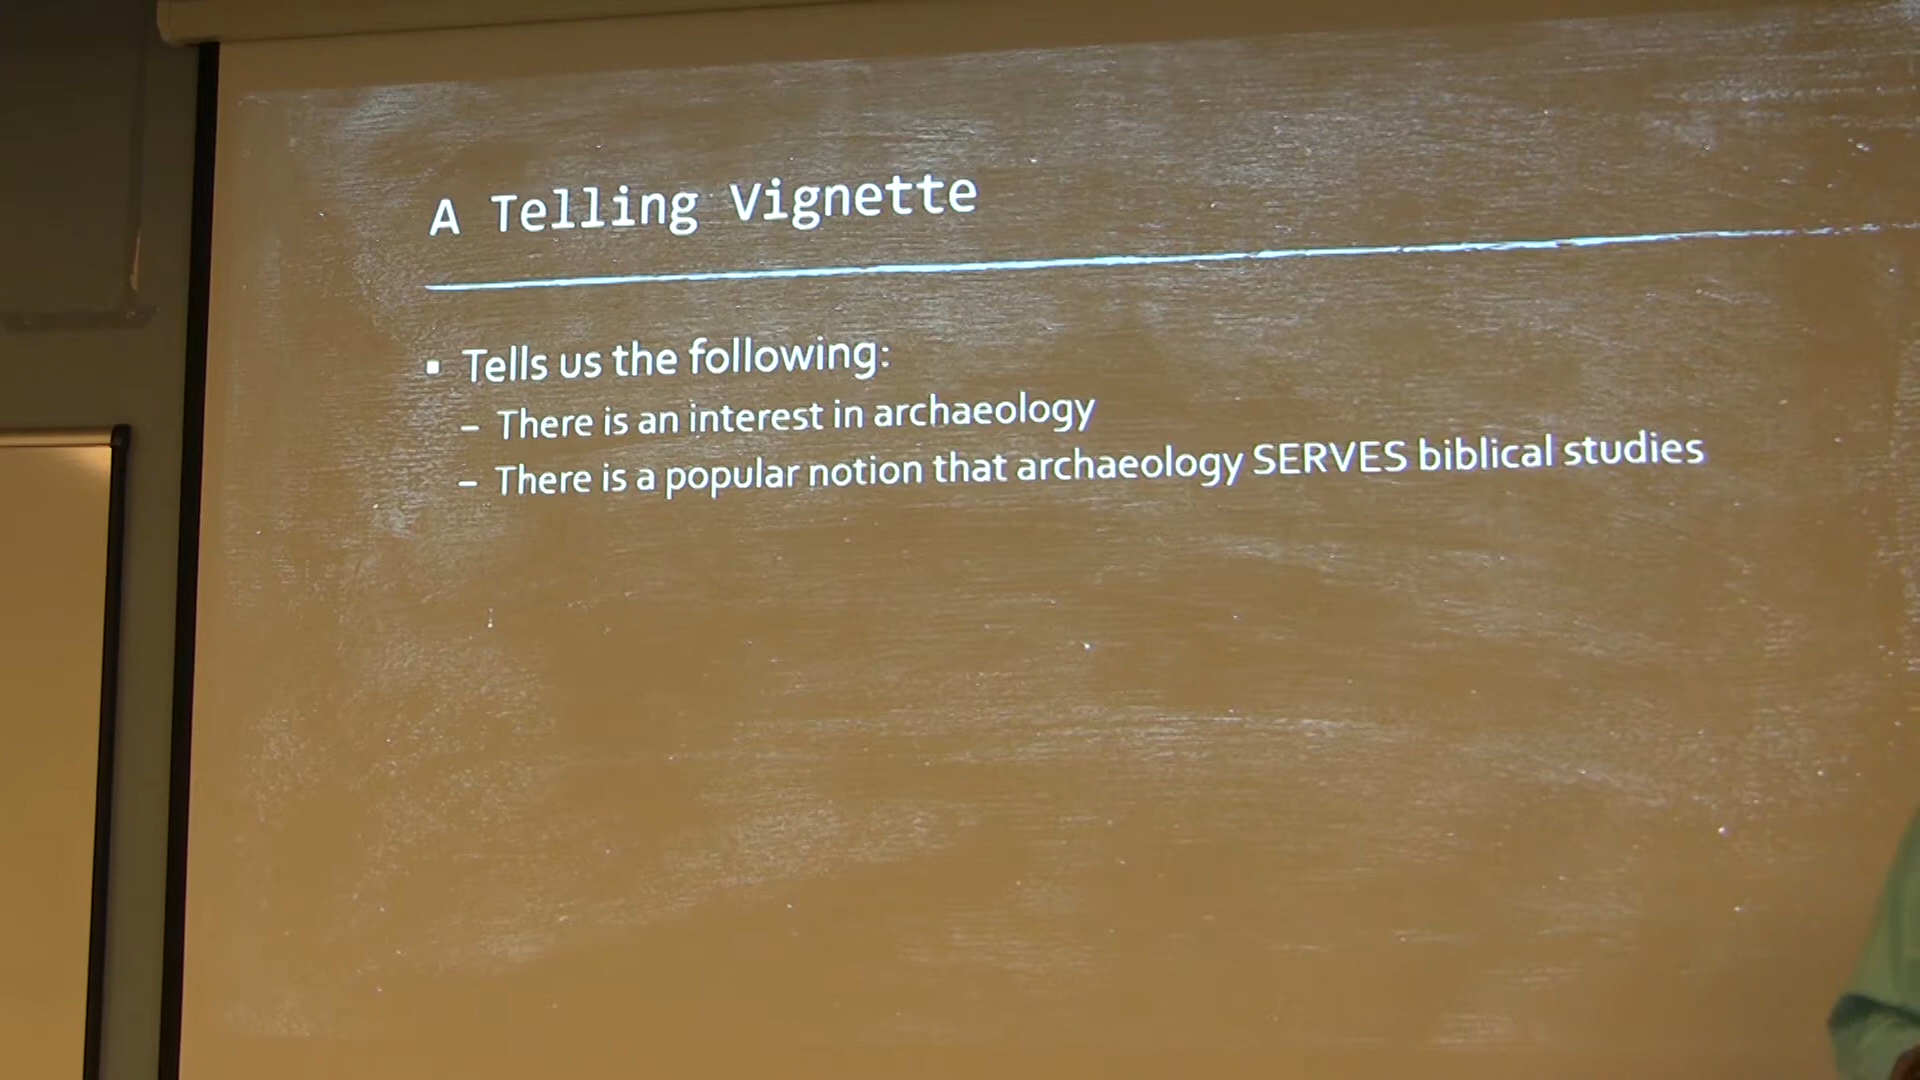 A Telling Vignette
▪ Tells us the following:
– There is an interest in archaeology
– There is a popular notion that archaeology SERVES biblical studies